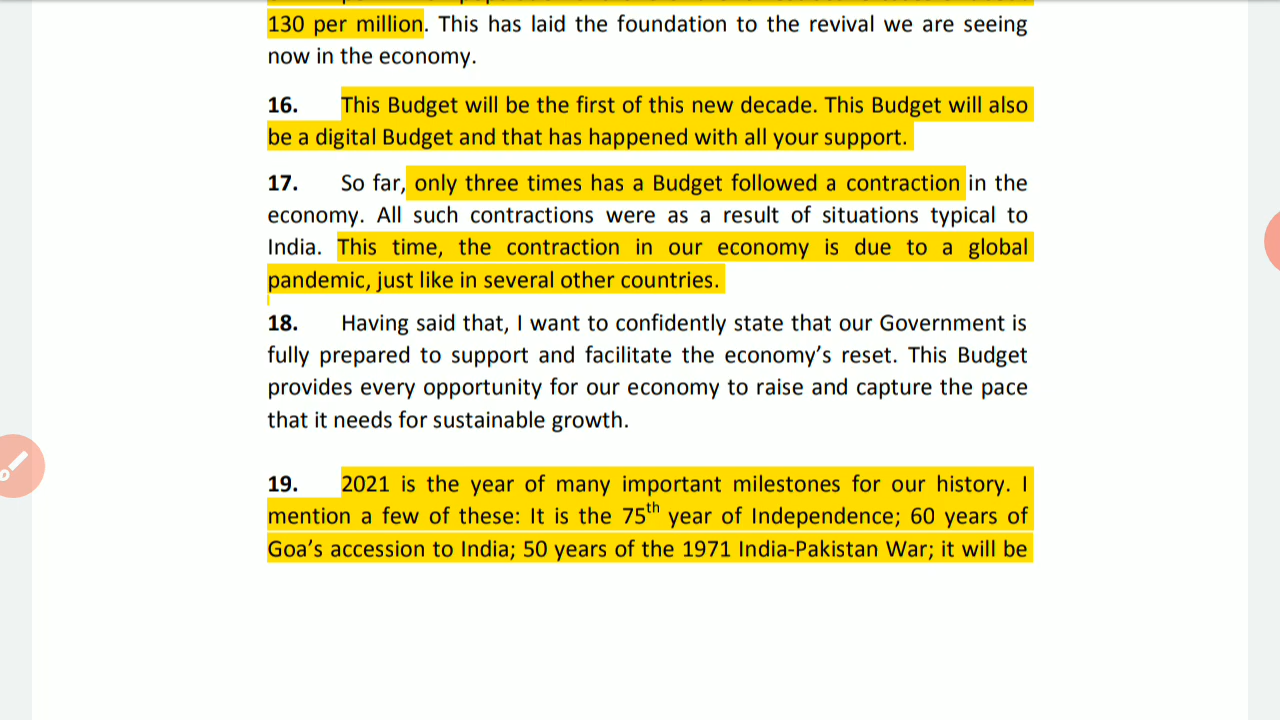 130 per million. This has laid the foundation to the revival we are seeing
now in the economy.
16. This Budget will be the first of this new decade. This Budget will also
be a digital Budget and that has happened with all your support.
17. So far, only three times has a Budget followed a contraction in the
economy. All such contractions were as a result of situations typical to
India. This time, the contraction in our economy is due to a global
pandemic, just like in several other countries.
18. Having said that, I want to confidently state that our Government is
fully prepared to support and facilitate the economy’s reset. This Budget
provides every opportunity for our economy to raise and capture the pace
that it needs for sustainable growth.
19. 2021 is the year of many important milestones for our history. I
mention a few of these: It is the 75th year of Independence; 60 years of
Goa’s accession to India; 50 years of the 1971 India-Pakistan War; it will be